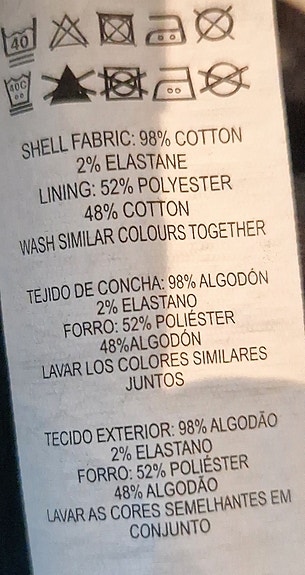 40
40C
SHELL FABRIC: 98% COTTON
2% ELASTANE
LINING: 52% POLYESTER
48% COTTON
WASH SIMILAR COLOURS TOGETHER
TEJIDO DE CONCHA: 98% ALGODÓN
2% ELASTANO
FORRO: 52% POLIÉSTER
48%ALGODÓN
LAVAR LOS COLORES SIMILARES
JUNTOS
TECIDO EXTERIOR: 98% ALGODÃO
2% ELASTANO
FORRO: 52% POLIÉSTER
48% ALGODÃO
LAVAR AS CORES SEMELHANTES EM
CONJUNTO